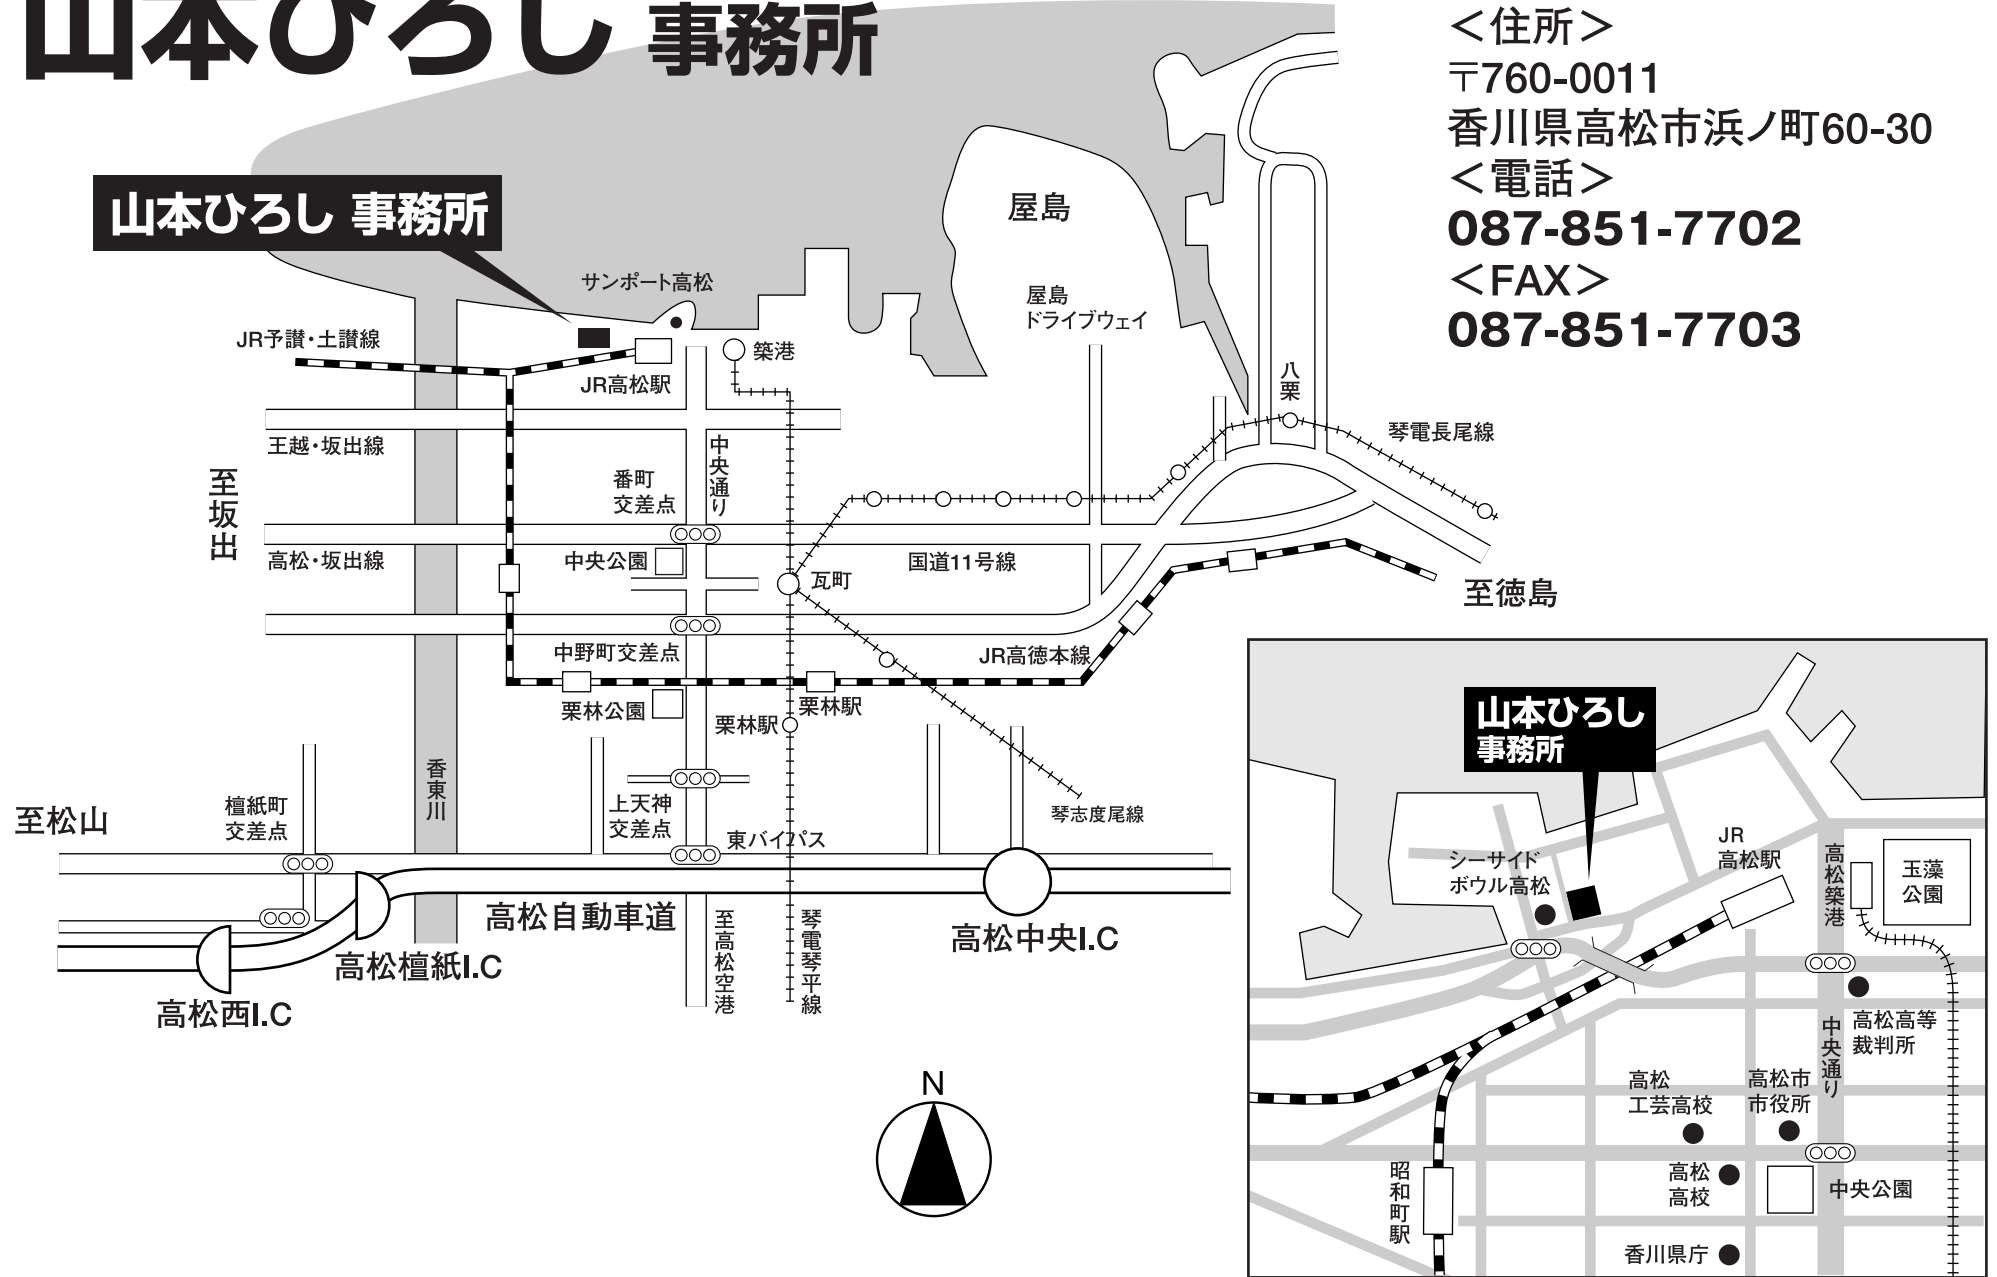 山本ひろし 事務所
＜住所＞
〒760-0011
香川県高松市浜ノ町60-30
＜電話＞
087-851-7702
＜FAX＞
087-851-7703
山本ひろし 事務所
サンポート高松
屋島
屋島
ドライブウェイ
JR予讃・土讃線
築港
JR高松駅
八栗
王越・坂出線
中央通り
琴電長尾線
至坂出
番町
交差点
高松・坂出線
中央公園
国道11号線
瓦町
至徳島
中野町交差点
JR高徳本線
栗林公園
栗林駅
栗林駅
香東川
至松山
檀紙町
交差点
上天神
交差点
東バイパス
琴志度尾線
高松自動車道
至高松空港
琴電琴平線
高松中央I.C
高松檀紙I.C
高松西I.C
N
山本ひろし
事務所
JR
高松駅
シーサイド
ボウル高松
高松築港
玉藻
公園
高松高等
裁判所
中央通り
高松
工芸高校
高松市
市役所
昭和町駅
高松
高校
中央公園
香川県庁